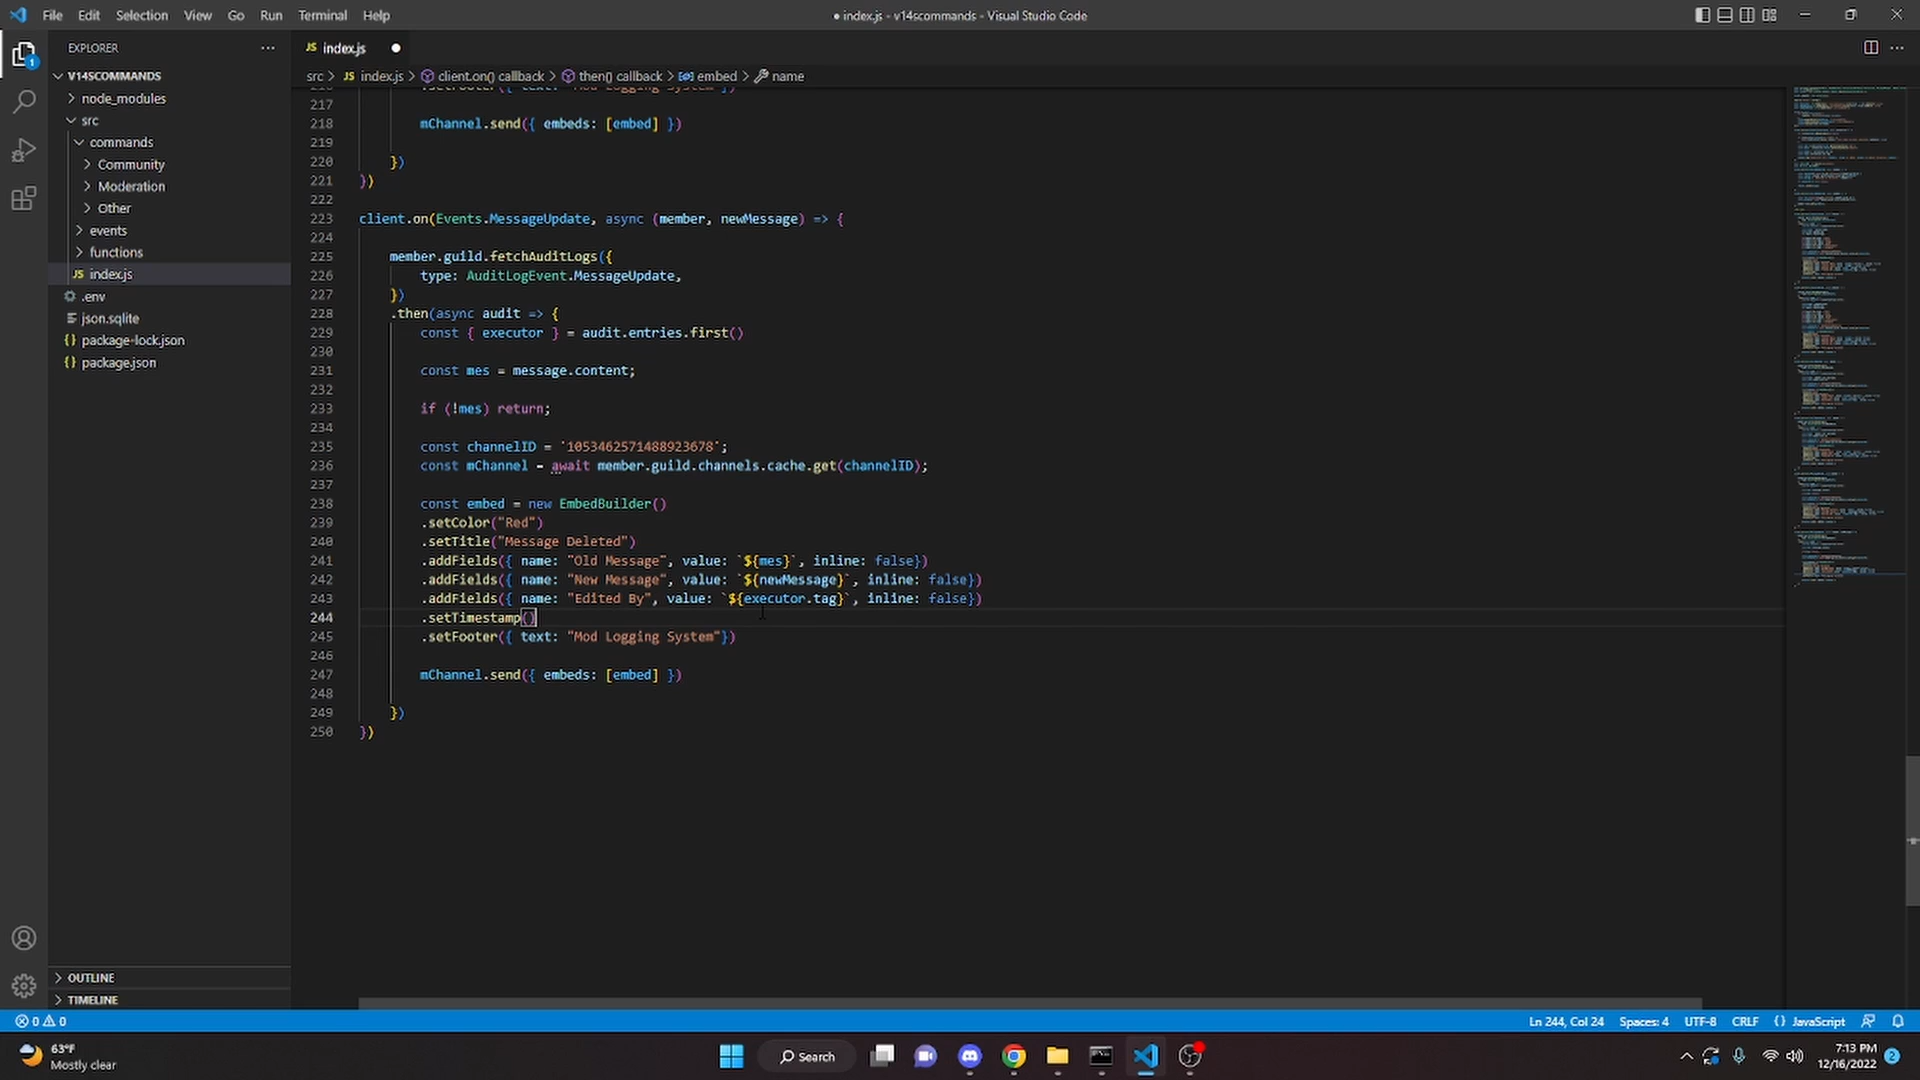 File Edit Selection View Go Run Terminal Help
● index.js - v14scommands - Visual Studio Code
EXPLORER
V14SCOMMANDS
node_modules
src
commands
Community
Moderation
Other
events
functions
JS index.js
.env
json.sqlite
{} package-lock.json
{} package.json
OUTLINE
TIMELINE
1
JS index.js
src > JS index.js > client.on() callback > then() callback > embed > name
217
218 mChannel.send({ embeds: [embed] })
219
220 })
221 })
222
223 client.on(Events.MessageUpdate, async (member, newMessage) => {
224
225 member.guild.fetchAuditLogs({
226 type: AuditLogEvent.MessageUpdate,
227 })
228 .then(async audit => {
229 const { executor } = audit.entries.first()
230
231 const mes = message.content;
232
233 if (!mes) return;
234
235 const channelID = `1053462571488923678`;
236 const mChannel = await member.guild.channels.cache.get(channelID);
237
238 const embed = new EmbedBuilder()
239 .setColor("Red")
240 .setTitle("Message Deleted")
241 .addFields({ name: "Old Message", value: `${mes}`, inline: false})
242 .addFields({ name: "New Message", value: `${newMessage}`, inline: false})
243 .addFields({ name: "Edited By", value: `${executor.tag}`, inline: false})
244 .setTimestamp()
245 .setFooter({ text: "Mod Logging System"})
246
247 mChannel.send({ embeds: [embed] })
248
249 })
250 })
0 0
Ln 244, Col 24 Spaces: 4 UTF-8 CRLF {} JavaScript
63°F
Mostly clear
Search
7:13 PM
12/16/2022
2